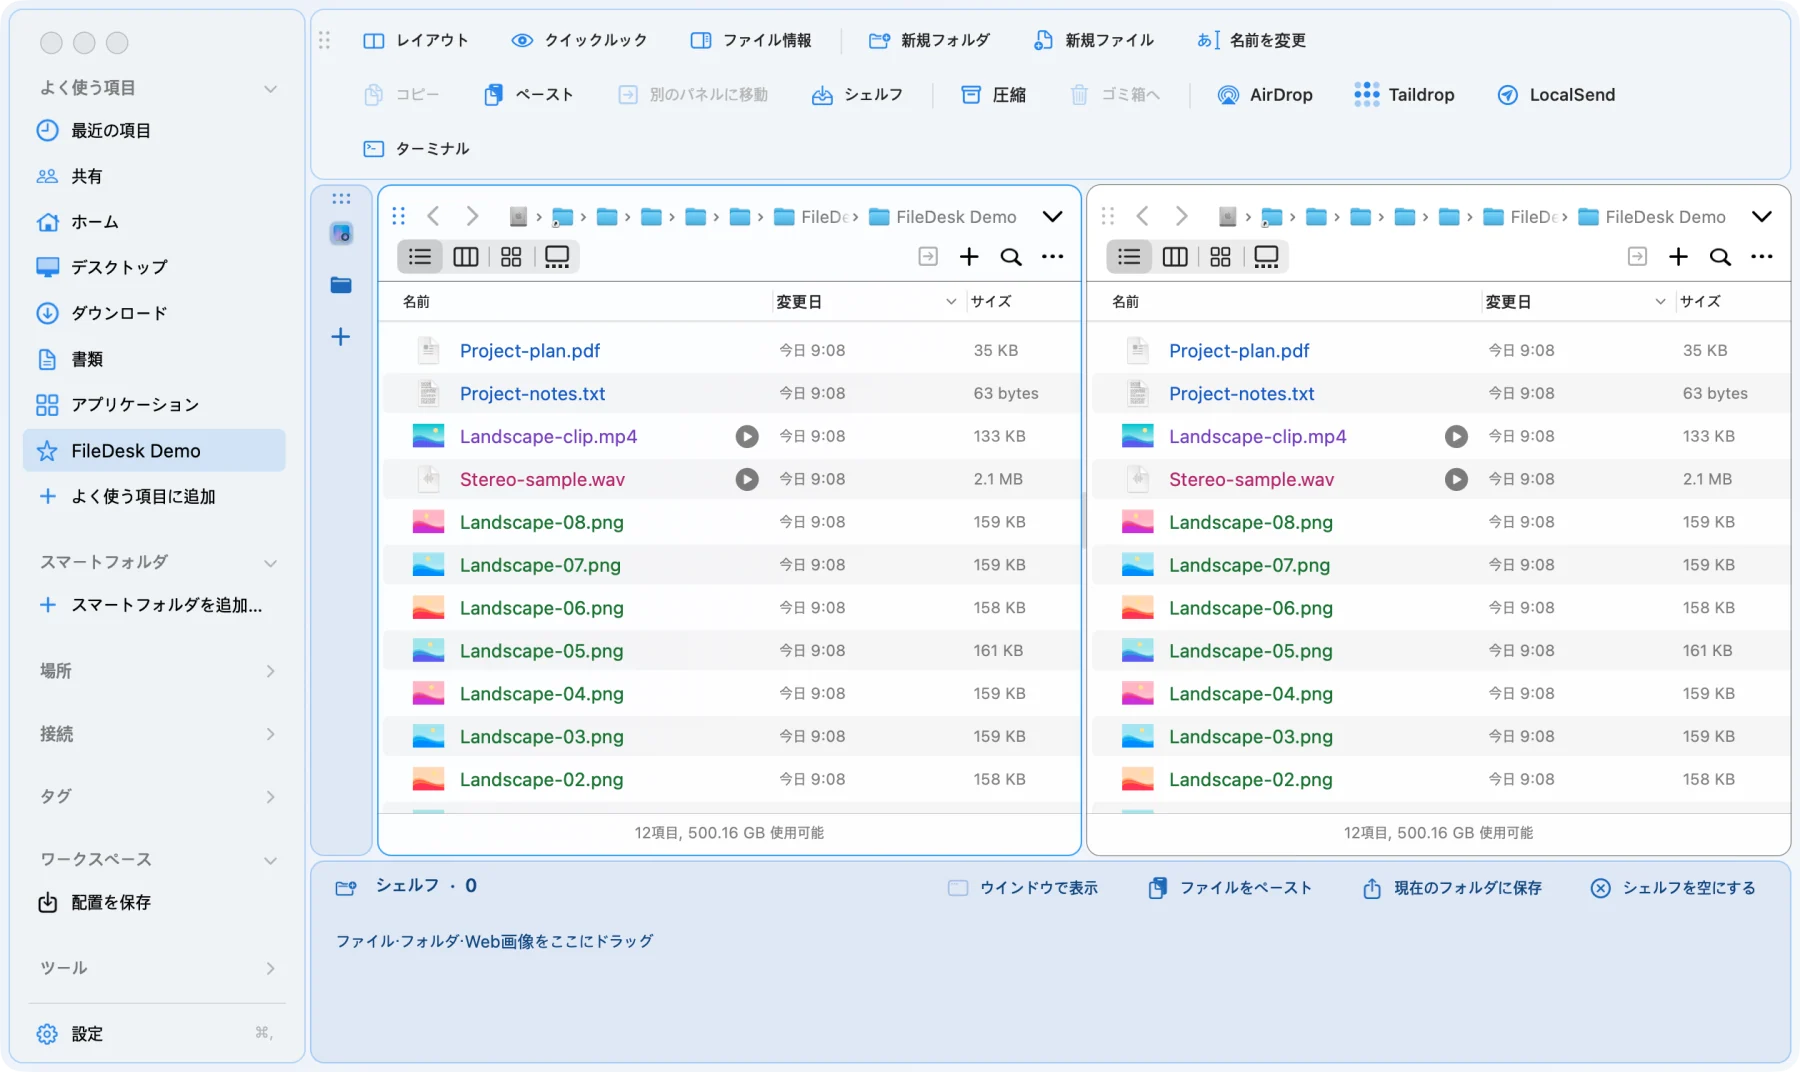 よく使う項目
最近の項目
共有
ホーム
デスクトップ
ダウンロード
書類
アプリケーション
FileDesk Demo
よく使う項目に追加
スマートフォルダ
スマートフォルダを追加...
場所
接続
タグ
ワークスペース
配置を保存
ツール
設定 ⌘,
レイアウト クイックルック ファイル情報 新規フォルダ 新規ファイル あ 名前を変更
コピー ペースト 別のパネルに移動 シェルフ 圧縮 ゴミ箱へ AirDrop Taildrop LocalSend
ターミナル
FileDe FileDesk Demo
名前 変更日 サイズ
Project-plan.pdf 今日 9:08 35 KB
Project-notes.txt 今日 9:08 63 bytes
Landscape-clip.mp4 今日 9:08 133 KB
Stereo-sample.wav 今日 9:08 2.1 MB
Landscape-08.png 今日 9:08 159 KB
Landscape-07.png 今日 9:08 159 KB
Landscape-06.png 今日 9:08 158 KB
Landscape-05.png 今日 9:08 161 KB
Landscape-04.png 今日 9:08 159 KB
Landscape-03.png 今日 9:08 159 KB
Landscape-02.png 今日 9:08 158 KB
12項目, 500.16 GB 使用可能
FileDe FileDesk Demo
名前 変更日 サイズ
Project-plan.pdf 今日 9:08 35 KB
Project-notes.txt 今日 9:08 63 bytes
Landscape-clip.mp4 今日 9:08 133 KB
Stereo-sample.wav 今日 9:08 2.1 MB
Landscape-08.png 今日 9:08 159 KB
Landscape-07.png 今日 9:08 159 KB
Landscape-06.png 今日 9:08 158 KB
Landscape-05.png 今日 9:08 161 KB
Landscape-04.png 今日 9:08 159 KB
Landscape-03.png 今日 9:08 159 KB
Landscape-02.png 今日 9:08 158 KB
12項目, 500.16 GB 使用可能
シェルフ · 0 ウインドウで表示 ファイルをペースト 現在のフォルダに保存 シェルフを空にする
ファイル·フォルダ·Web画像をここにドラッグ